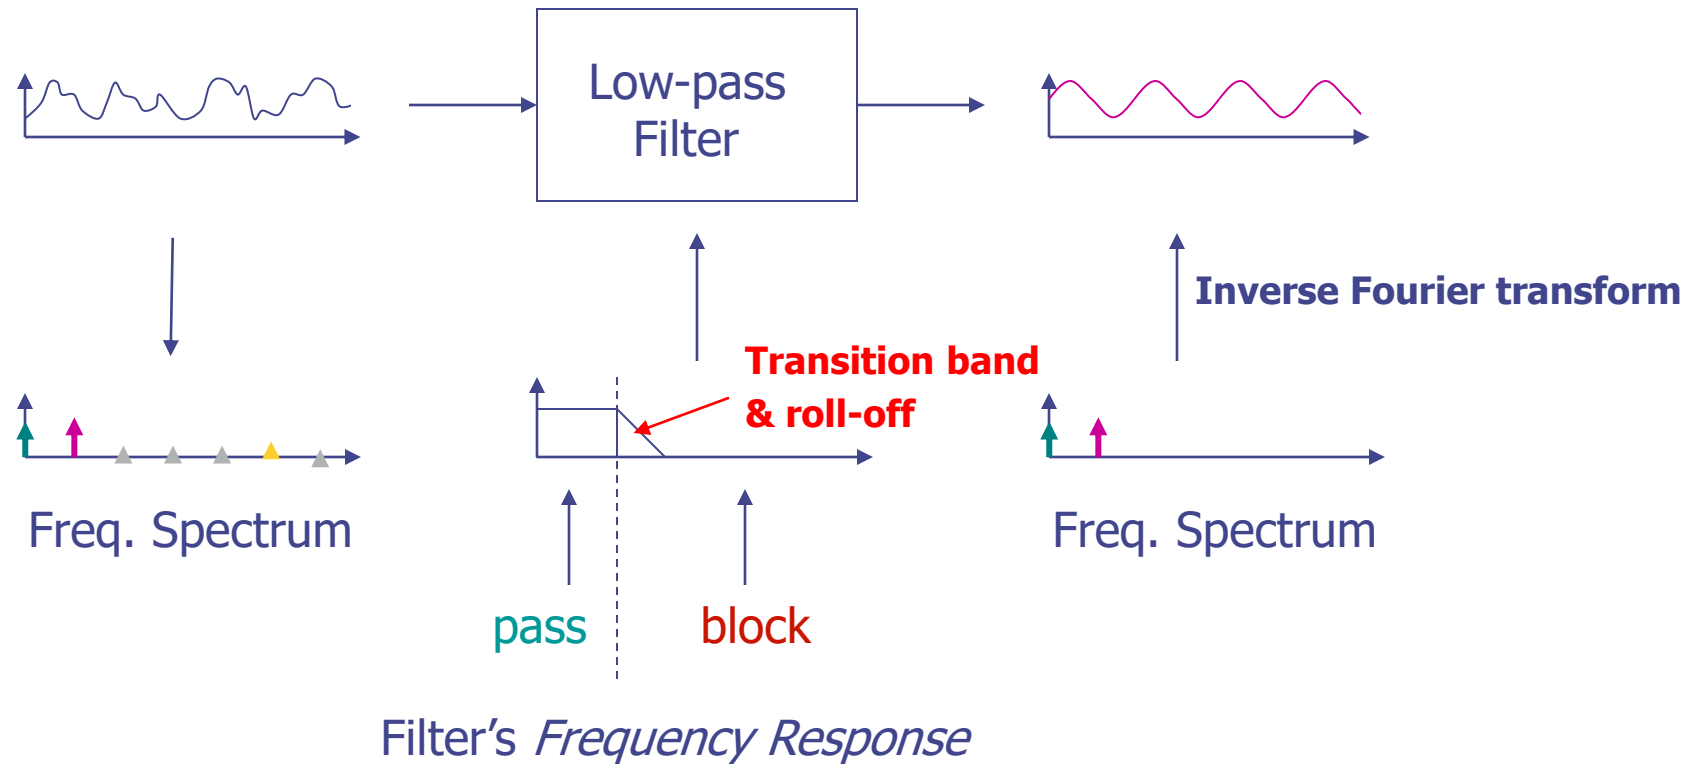 Low-pass
Filter
Inverse Fourier transform
Transition band
& roll-off
Freq. Spectrum
Freq. Spectrum
pass
block
Filter’s Frequency Response